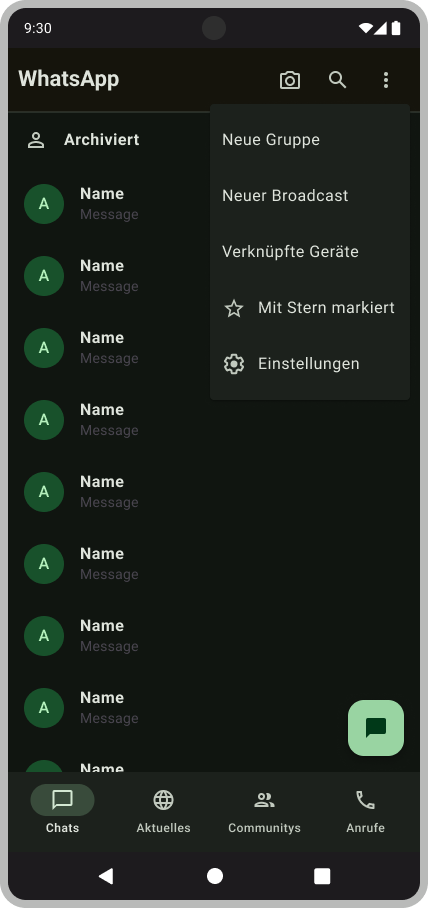 9:30
WhatsApp
Archiviert
Neue Gruppe
Neuer Broadcast
Verknüpfte Geräte
Mit Stern markiert
Einstellungen
A
Name
Message
A
Name
Message
A
Name
Message
A
Name
Message
A
Name
Message
A
Name
Message
A
Name
Message
A
Name
Message
Name
Chats
Aktuelles
Communitys
Anrufe